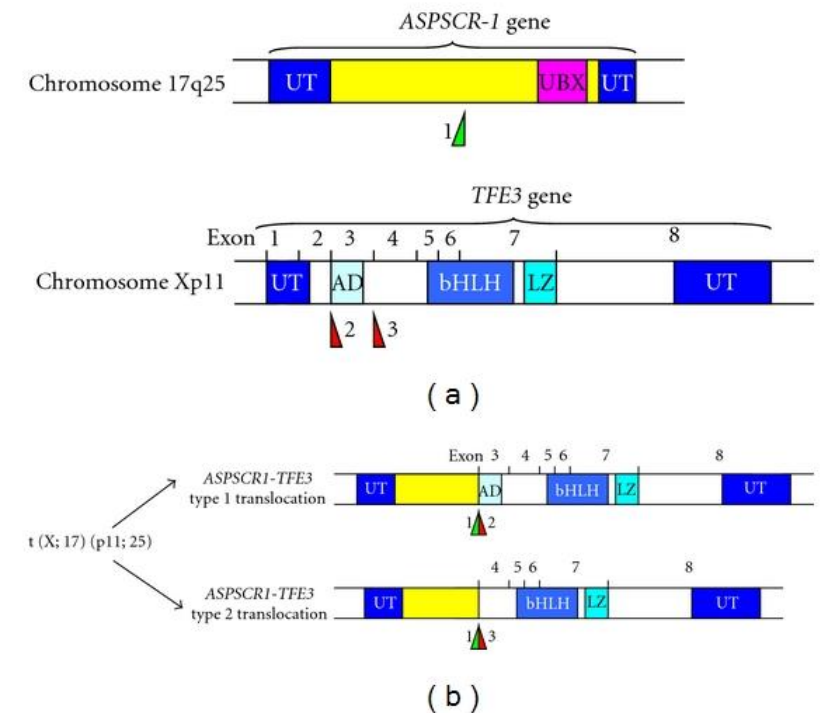 ASPSCR-1 gene
Chromosome 17q25 UT UBX UT
1
TFE3 gene
Exon 1 2 3 4 5 6 7 8
Chromosome Xp11 UT AD bHLH LZ UT
2 3
( a )
Exon 3 4 5 6 7 8
ASPSCR1-TFE3
type 1 translocation
UT AD bHLH LZ UT
1 2
t (X; 17) (p11; 25)
4 5 6 7 8
ASPSCR1-TFE3
type 2 translocation
UT bHLH LZ UT
1 3
( b )